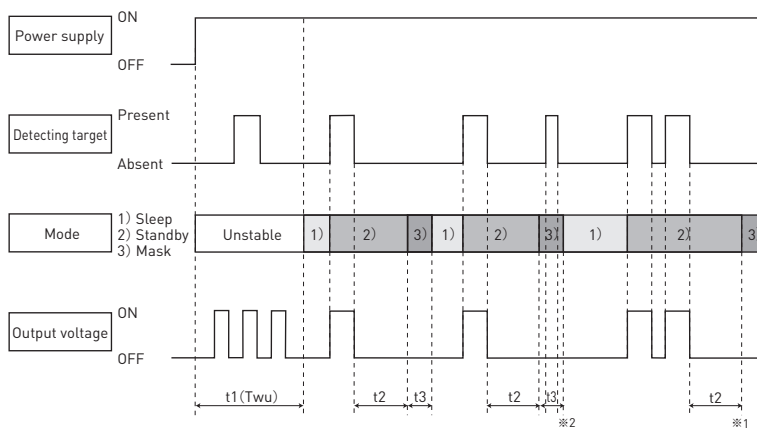 ON
Power supply
OFF
Present
Detecting target
Absent
Mode
1) Sleep
2) Standby
3) Mask
Unstable
1)
2)
3)
1)
2)
3)
1)
2)
3
ON
Output voltage
OFF
t1(Twu)
t2
t3
t2
t3
t2
※2
※1